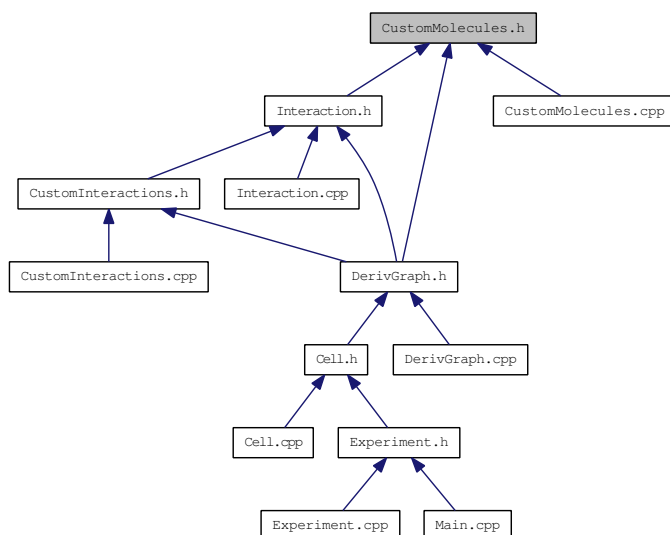 CustomMolecules.h
Interaction.h
CustomMolecules.cpp
CustomInteractions.h
Interaction.cpp
CustomInteractions.cpp
DerivGraph.h
Cell.h
DerivGraph.cpp
Cell.cpp
Experiment.h
Experiment.cpp
Main.cpp